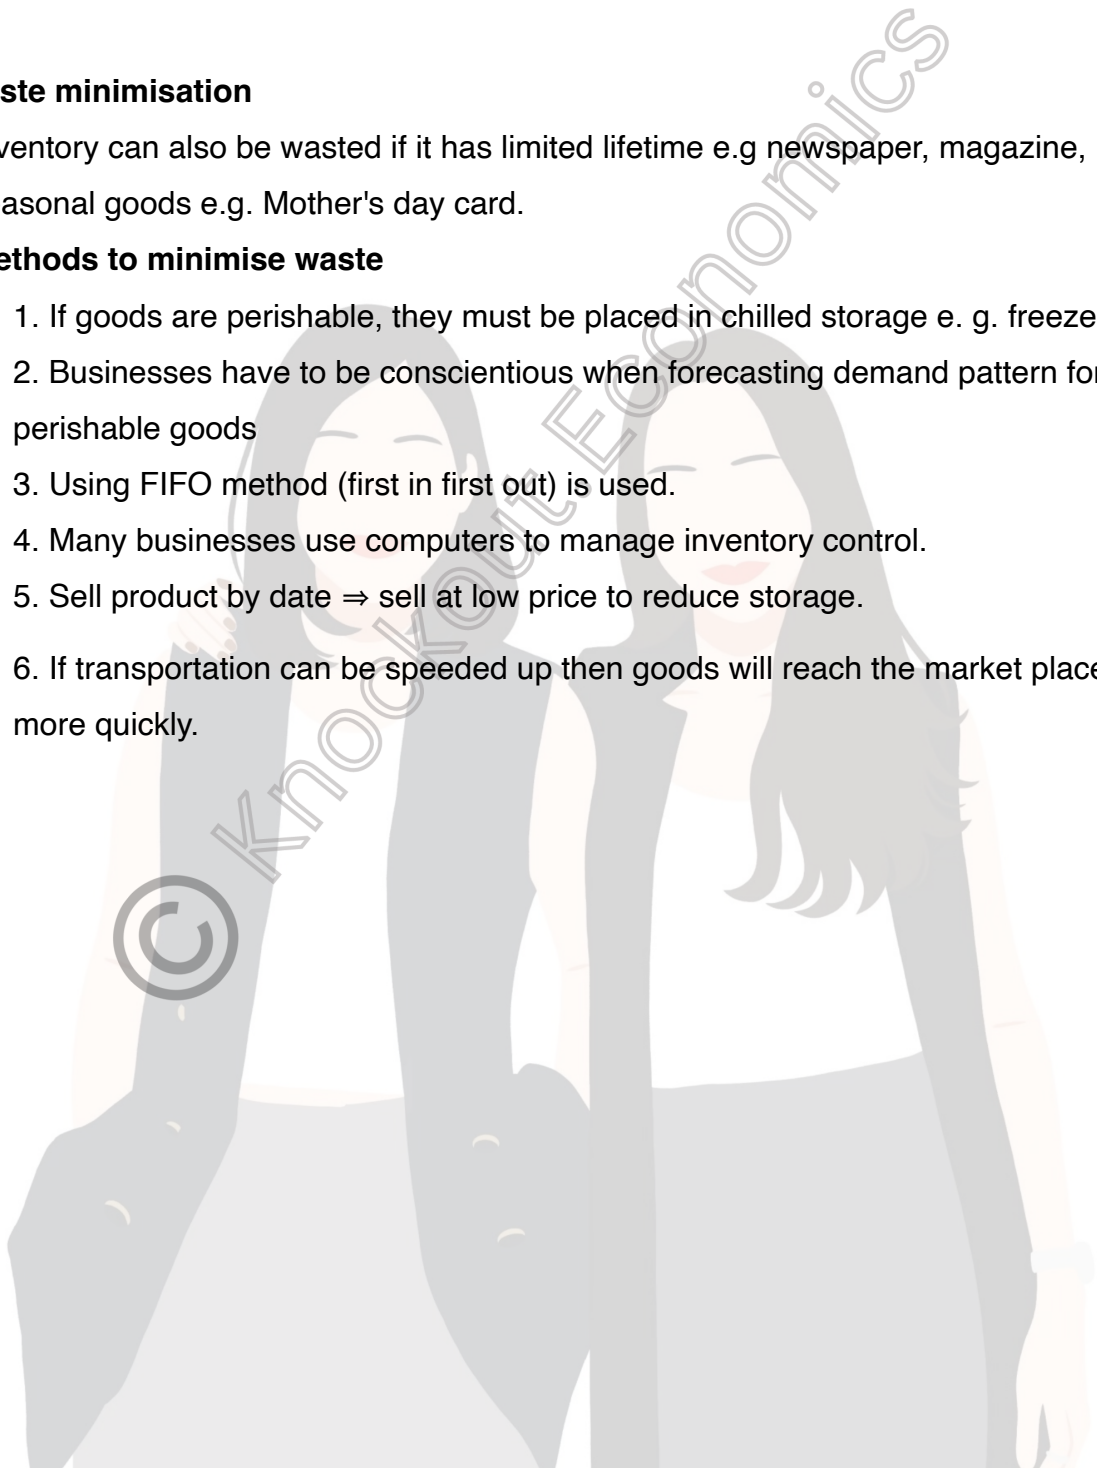 ste minimisation
ventory can also be wasted if it has limited lifetime e.g newspaper, magazine,
asonal goods e.g. Mother's day card.
ethods to minimise waste
1. If goods are perishable, they must be placed in chilled storage e. g. freeze
2. Businesses have to be conscientious when forecasting demand pattern for
perishable goods
3. Using FIFO method (first in first out) is used.
4. Many businesses use computers to manage inventory control.
5. Sell product by date ⇒ sell at low price to reduce storage.
6. If transportation can be speeded up then goods will reach the market place
more quickly.
© Knockout.Economics